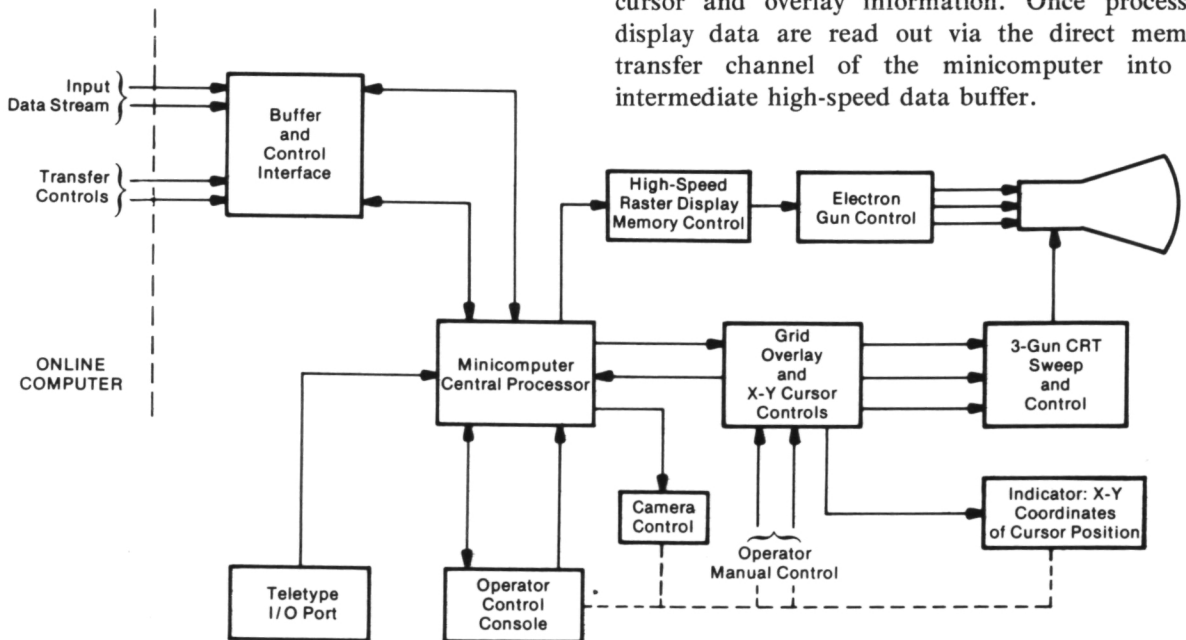 cursor and overlay information. Once process
display data are read out via the direct mem
transfer channel of the minicomputer into
intermediate high-speed data buffer.
Input
Data Stream
Transfer
Controls
Buffer
and
Control
Interface
High-Speed
Raster Display
Memory Control
Electron
Gun Control
ONLINE
COMPUTER
Minicomputer
Central Processor
Grid
Overlay
and
X-Y Cursor
Controls
3-Gun CRT
Sweep
and
Control
Camera
Control
Operator
Manual Control
Indicator: X-Y
Coordinates
of Cursor Position
Teletype
I/O Port
Operator
Control
Console